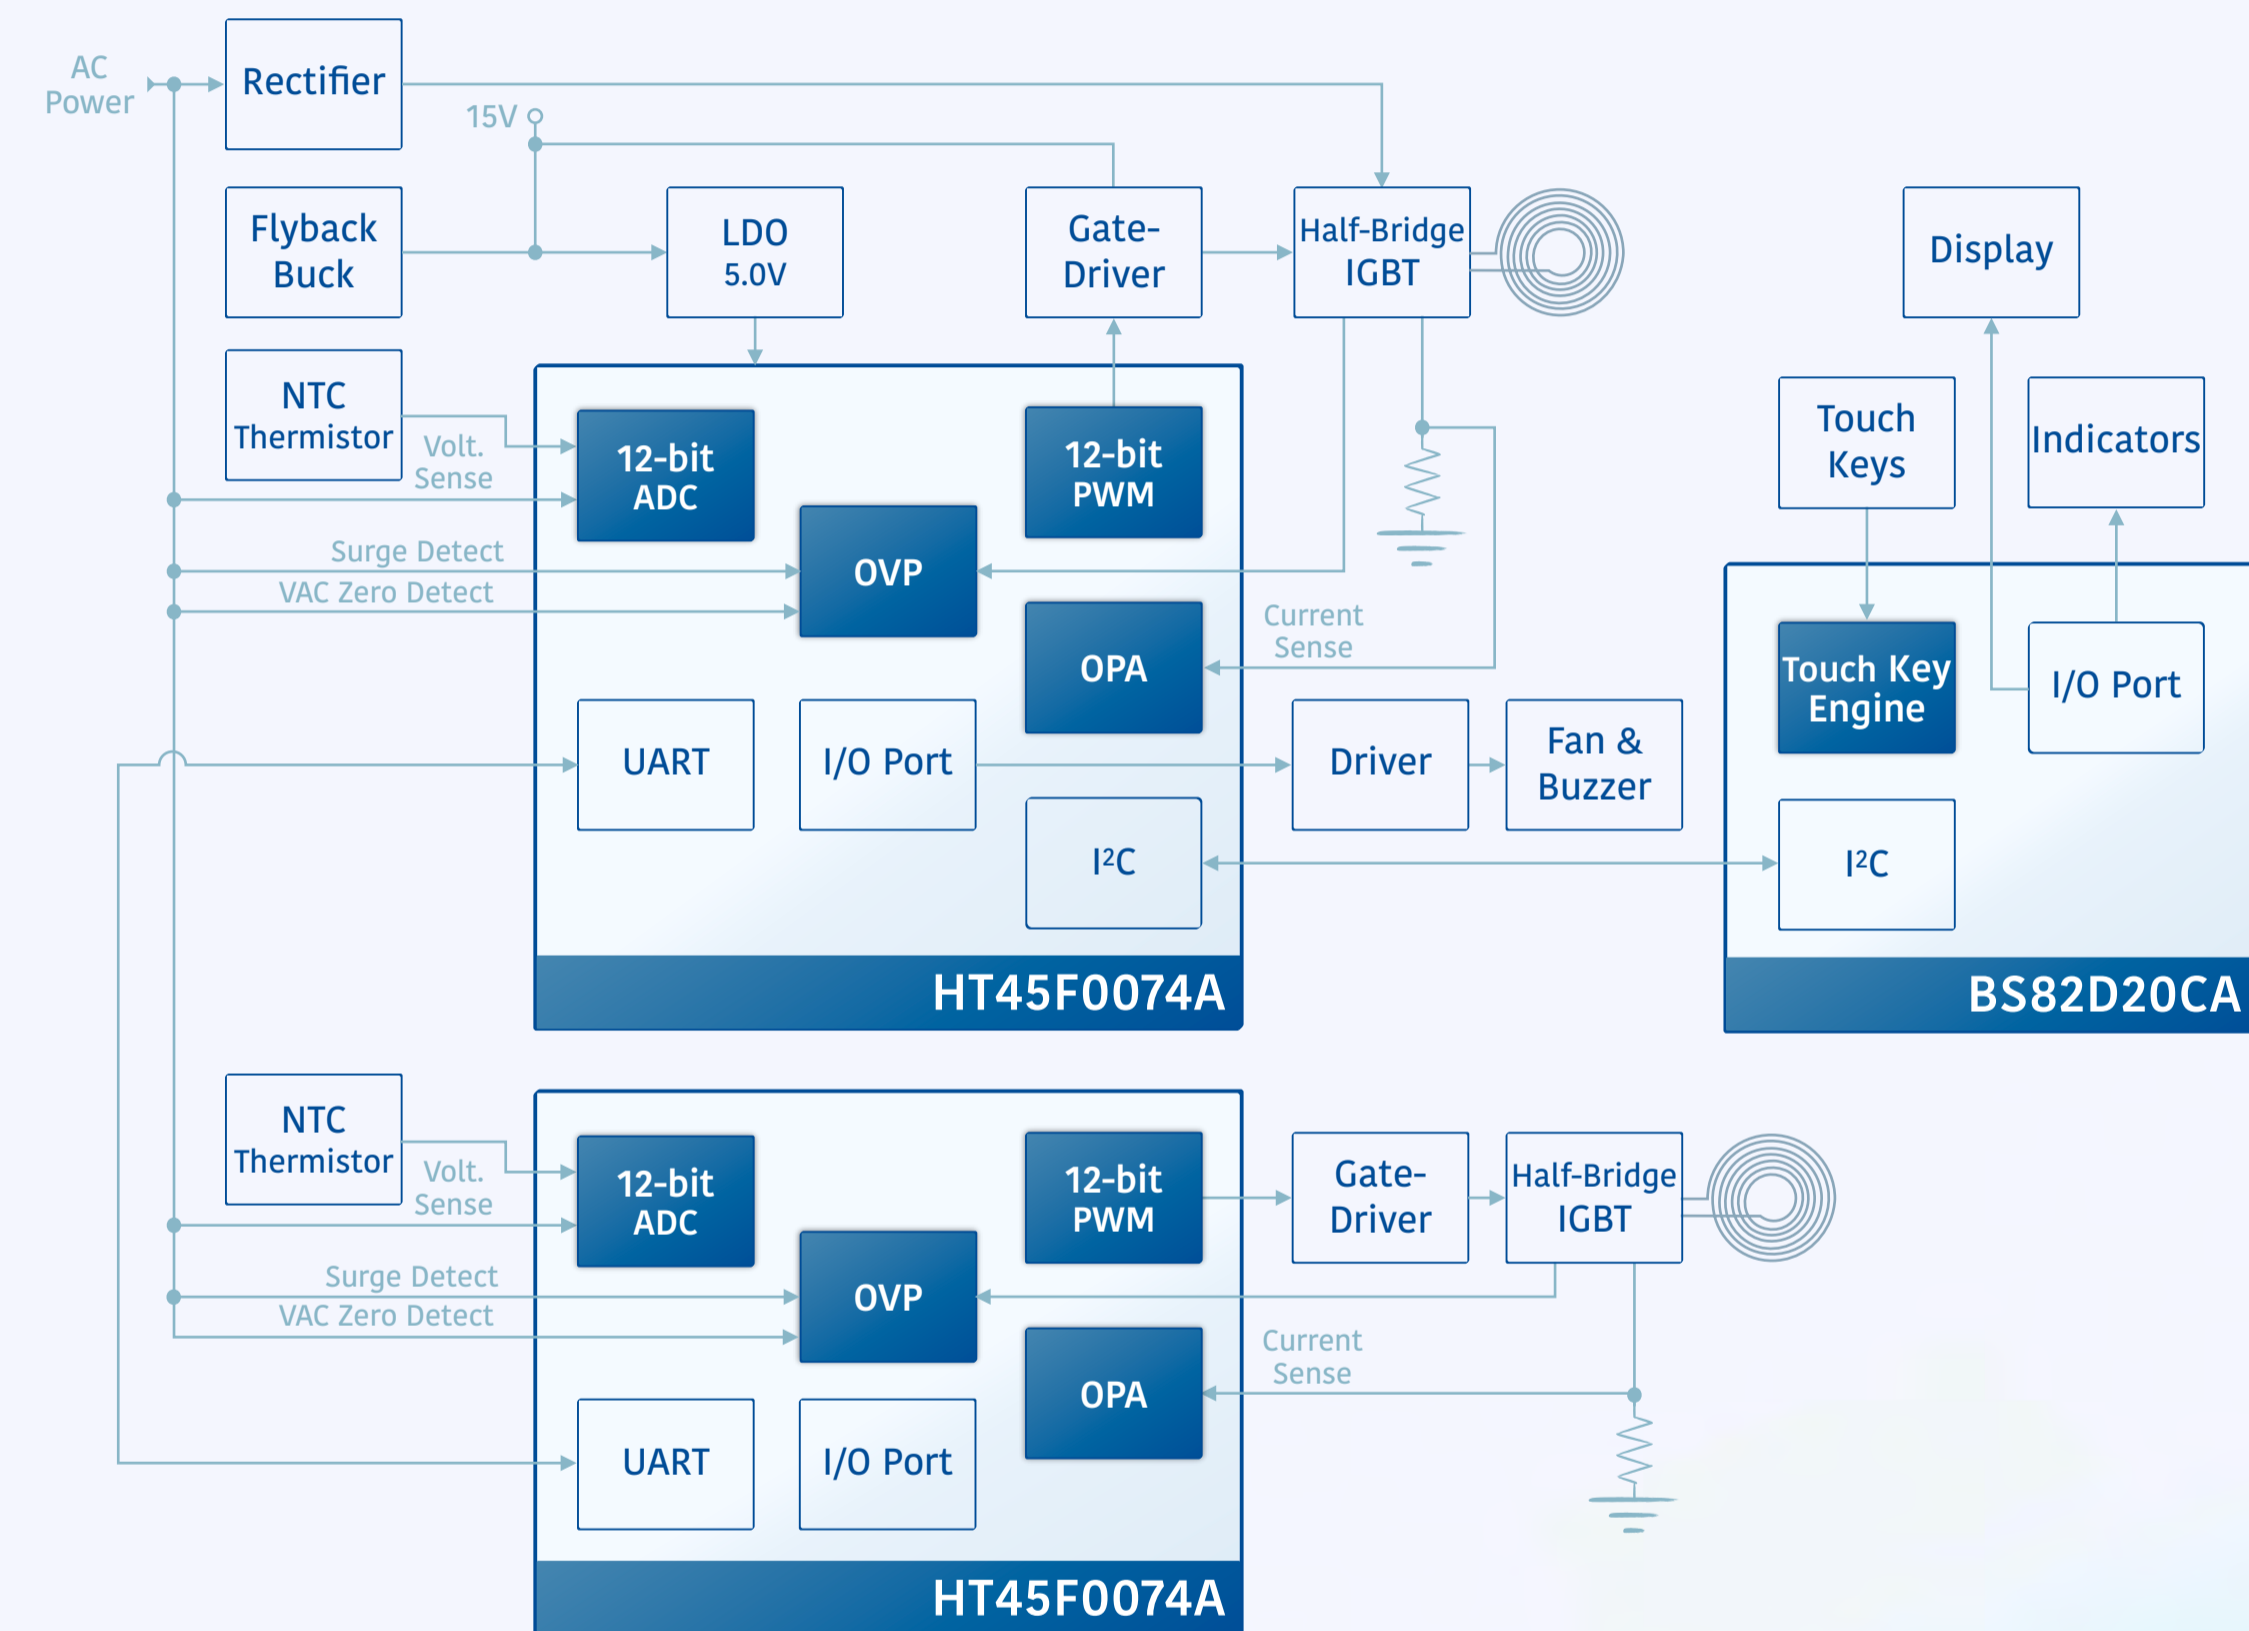 AC
Power
Rectifier
15V
Flyback
Buck
LDO
5.0V
Gate-
Driver
Half-Bridge
IGBT
Display
NTC
Thermistor
Volt.
Sense
12-bit
ADC
12-bit
PWM
Touch
Keys
Indicators
Surge Detect
VAC Zero Detect
OVP
OPA
Current
Sense
Touch Key
Engine
I/O Port
UART
I/O Port
Driver
Fan &
Buzzer
I²C
I²C
HT45F0074A
BS82D20CA
NTC
Thermistor
Volt.
Sense
12-bit
ADC
12-bit
PWM
Gate-
Driver
Half-Bridge
IGBT
Surge Detect
VAC Zero Detect
OVP
OPA
Current
Sense
UART
I/O Port
HT45F0074A